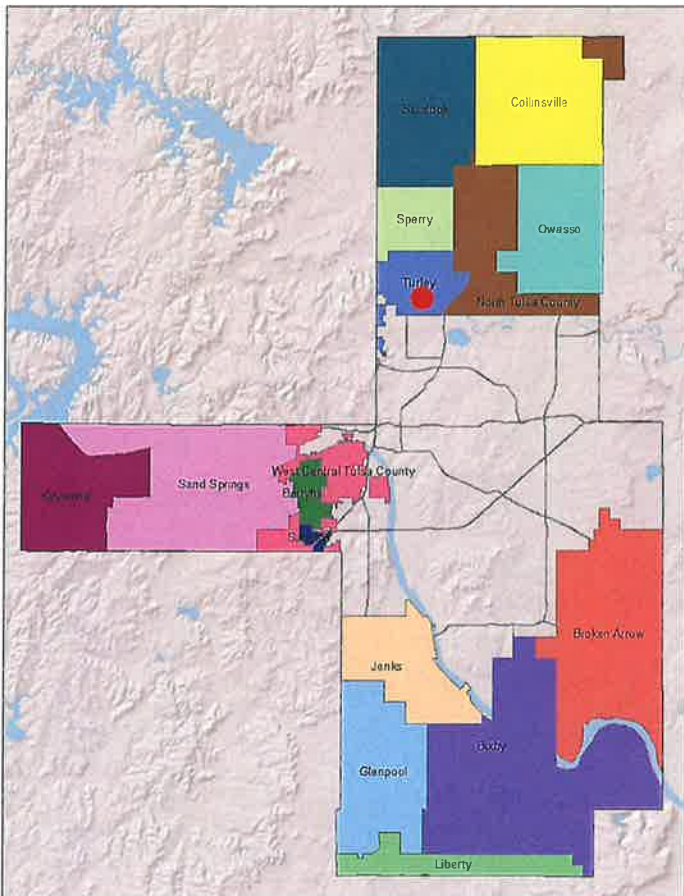 Skiatook
Collinsville
Sperry
Owasso
Turley
North Tulsa County
West Central Tulsa County
Sand Springs
Berryhill
Broken Arrow
Jenks
Bixby
Glenpool
Liberty